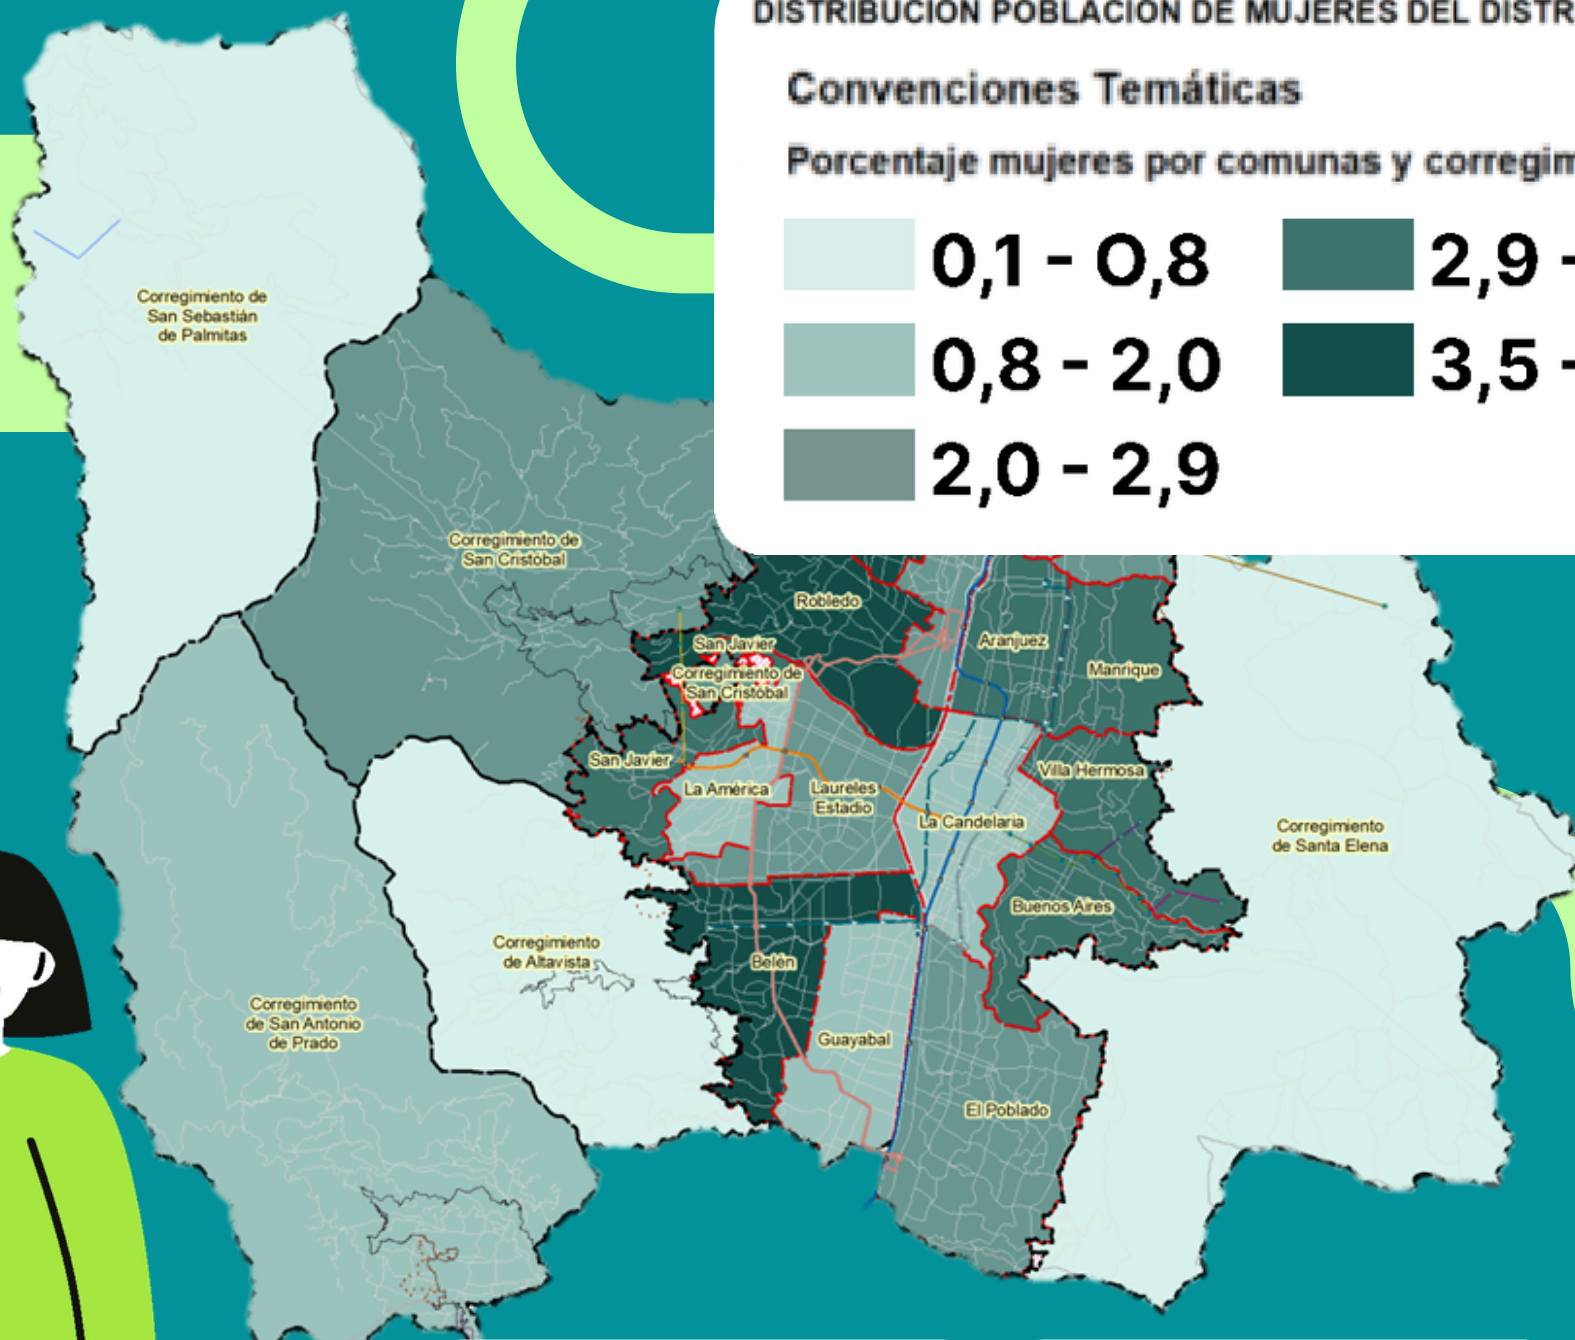 DISTRIBUCIÓN POBLACIÓN DE MUJERES DEL DISTR
Convenciones Temáticas
Porcentaje mujeres por comunas y corregim
0,1 - O,8
2,9 -
0,8 - 2,0
3,5 -
2,0 - 2,9
Corregimiento de
San Sebastián
de Palmitas
Corregimiento de
San Cristóbal
Robledo
San Javier
Aranjuez
Corregimiento de
San Cristóbal
Manrique
San Javier
Villa Hermosa
La América
Laureles
Estadio
La Candelaria
Corregimiento
de Santa Elena
Buenos Aires
Corregimiento
de Altavista
Belén
Corregimiento
de San Antonio
de Prado
Guayabal
El Poblado